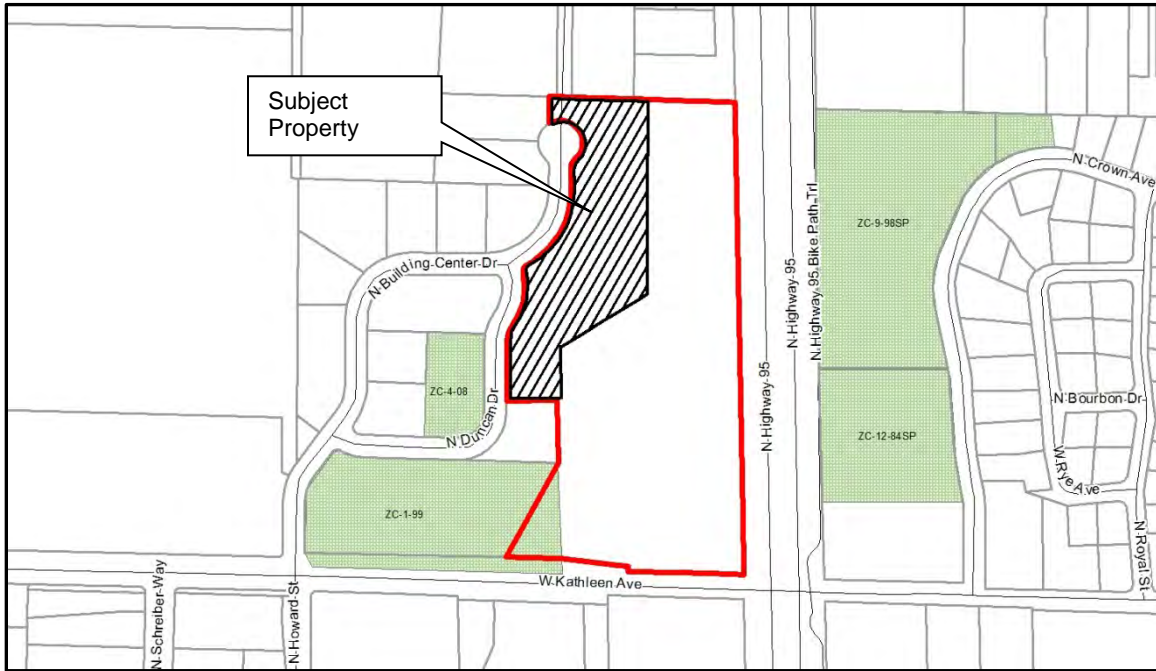 Subject
Property
N Crown Ave
ZC-9-98SP
N Highway 95 Bike Path Trl
N Highway 95
N Building Center Dr
ZC-4-08
N Duncan Dr
N Highway 95
N Bourbon Dr
ZC-12-84SP
W Rye Ave
ZC-1-99
N Royal St
W Kathleen Ave
N Schreiber Way
N Howard St